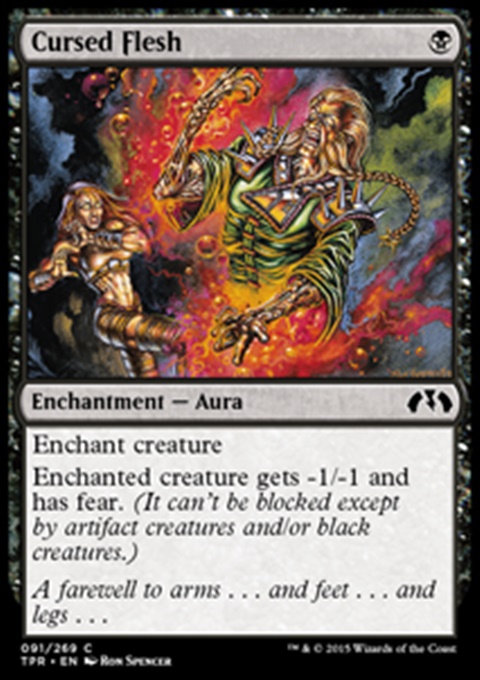 Cursed Flesh
Enchantment — Aura
Enchant creature
Enchanted creature gets -1/-1 and
has fear. (It can't be blocked except
by artifact creatures and/or black
creatures.)
A farewell to arms . . . and feet . . . and
legs . . .
091/269 C
TPR • EN Ron Spencer
™ & © 2015 Wizards of the Coast